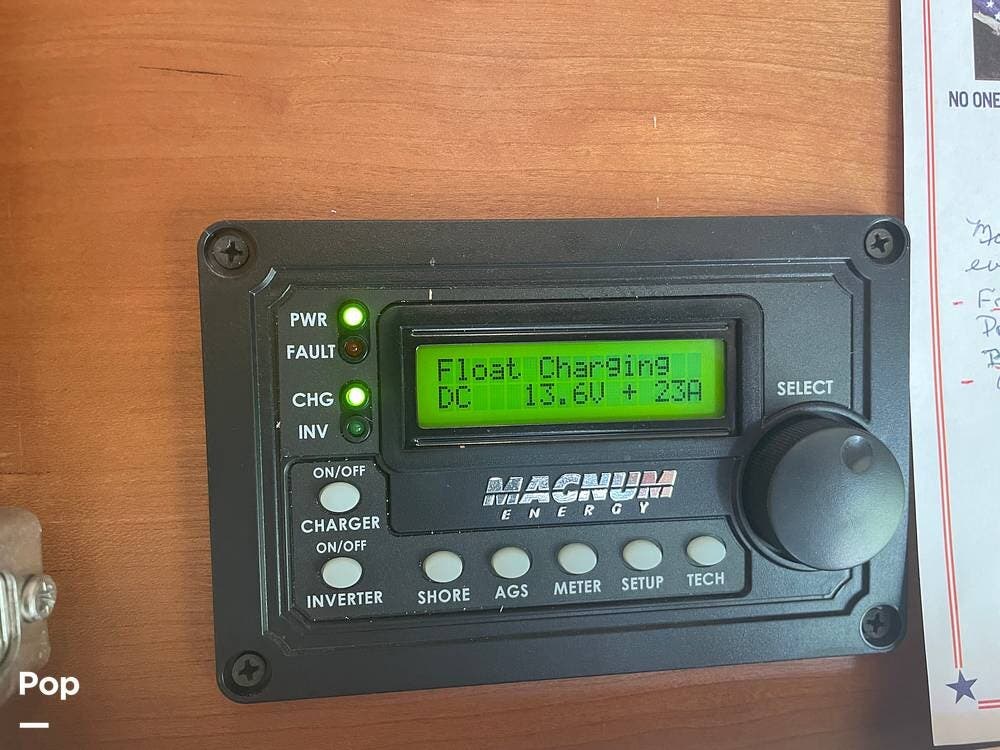 NO ONE
PWR
FAULT
CHG
INV
Float Charging
DC 13.6V + 23A
SELECT
ON/OFF
CHARGER
ON/OFF
INVERTER
MAGNUM
ENERGY
SHORE
AGS
METER
SETUP
TECH
Pop